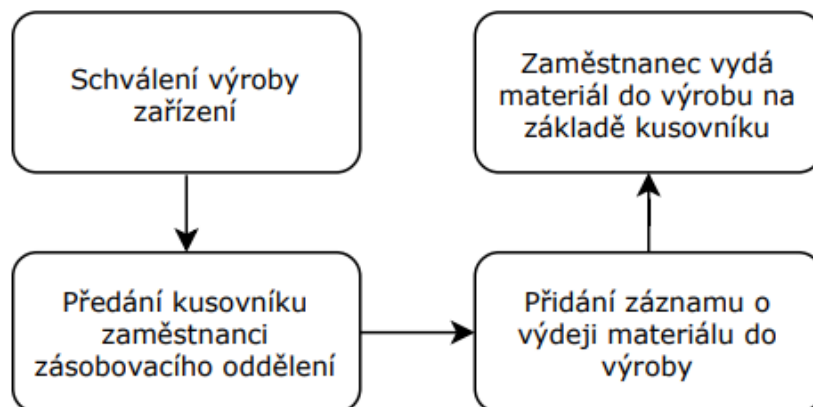 Schválení výroby
zařízení
Předání kusovníku
zaměstnanci
zásobovacího oddělení
Přidání záznamu o
výdeji materiálu do
výroby
Zaměstnanec vydá
materiál do výrobu na
základě kusovníku